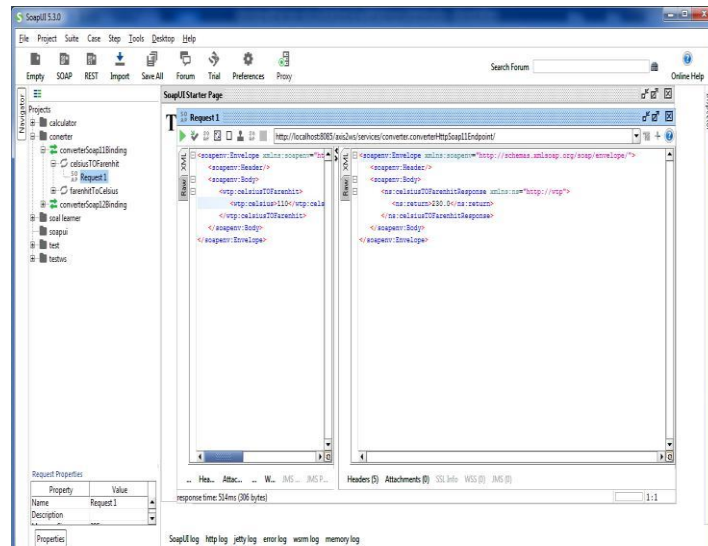 SoapUI 5.3.0
File Project Suite Case Step Tools Desktop Help
Empty SOAP REST Import Save All Forum Trial Preferences Proxy
Search Forum
Online Help
Navigator
Projects
calculator
conerter
converterSoap11Binding
celsiusTOFarenhit
Request 1
farenhitToCelsius
converterSoap12Binding
soal learner
soapui
test
testws
SoapUI Starter Page
T
Request 1
http://localhost:8085/axis2ws/services/converter.converterHttpSoap11Endpoint/
XML
Raw
<soapenv:Envelope xmlns:soapenv="ht
<soapenv:Header/>
<soapenv:Body>
<wtp:celsiusTOFarenhit>
<wtp:celsius>110</wtp:cels
</wtp:celsiusTOFarenhit>
</soapenv:Body>
</soapenv:Envelope>
XML
Raw
<soapenv:Envelope xmlns:soapenv="http://schemas.xmlsoap.org/soap/envelope/">
<soapenv:Header/>
<soapenv:Body>
<ns:celsiusTOFarenhitResponse xmlns:ns="http://wtp">
<ns:return>230.0</ns:return>
</ns:celsiusTOFarenhitResponse>
</soapenv:Body>
</soapenv:Envelope>
... Hea... Attac... ... W... JMS ... JMS P...
Headers (5) Attachments (0) SSL Info WSS (0) JMS (0)
response time: 514ms (306 bytes)
1:1
Request Properties
Property Value
Name Request 1
Description
Properties
SoapUI log http log jetty log error log wsrm log memory log